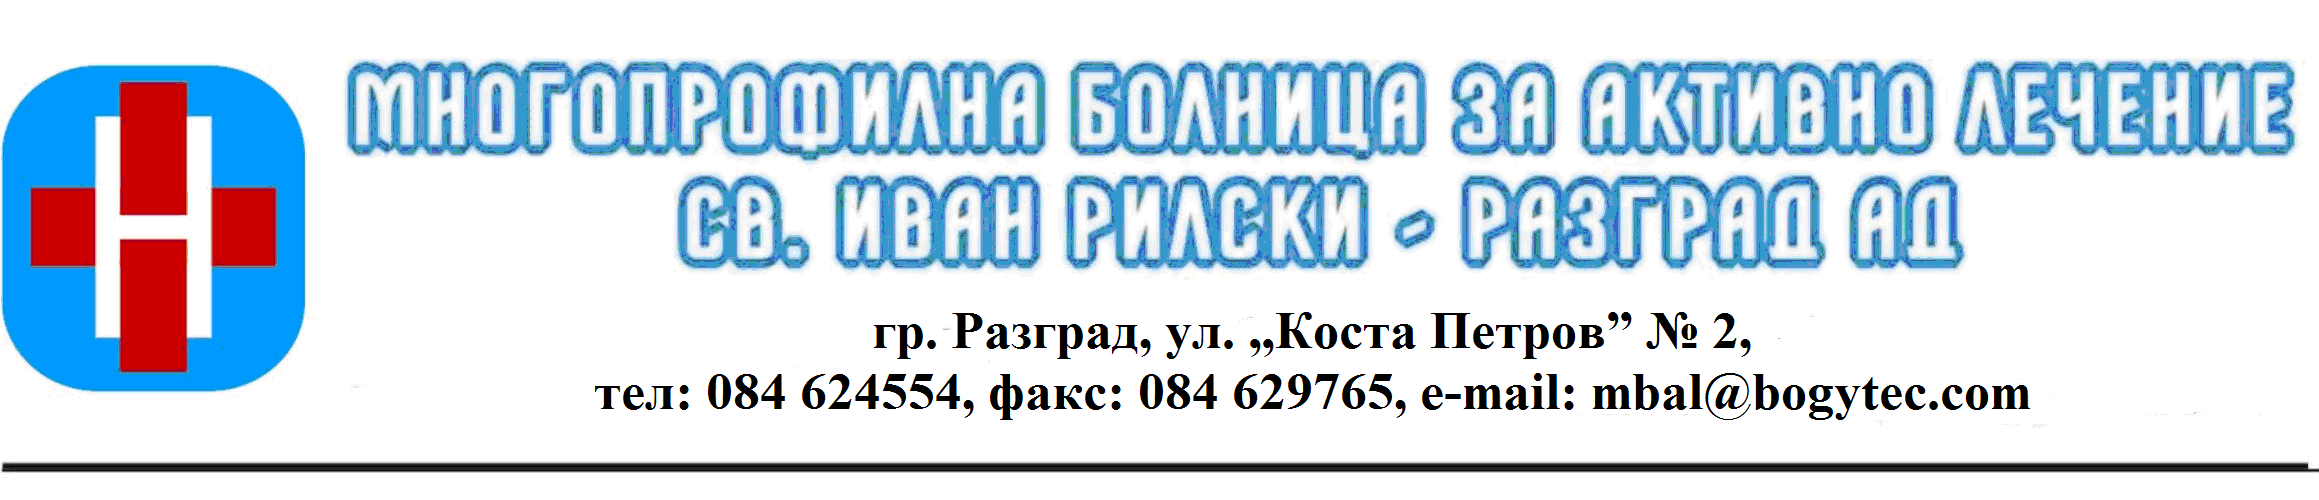 МНОГОПРОФИЛНА БОЛНИЦА ЗА АКТИВНО ЛЕЧЕНИЕ
СВ. ИВАН РИЛСКИ - РАЗГРАД АД
гр. Разград, ул. „Коста Петров” № 2,
тел: 084 624554, факс: 084 629765, e-mail: mbal@bogytec.com